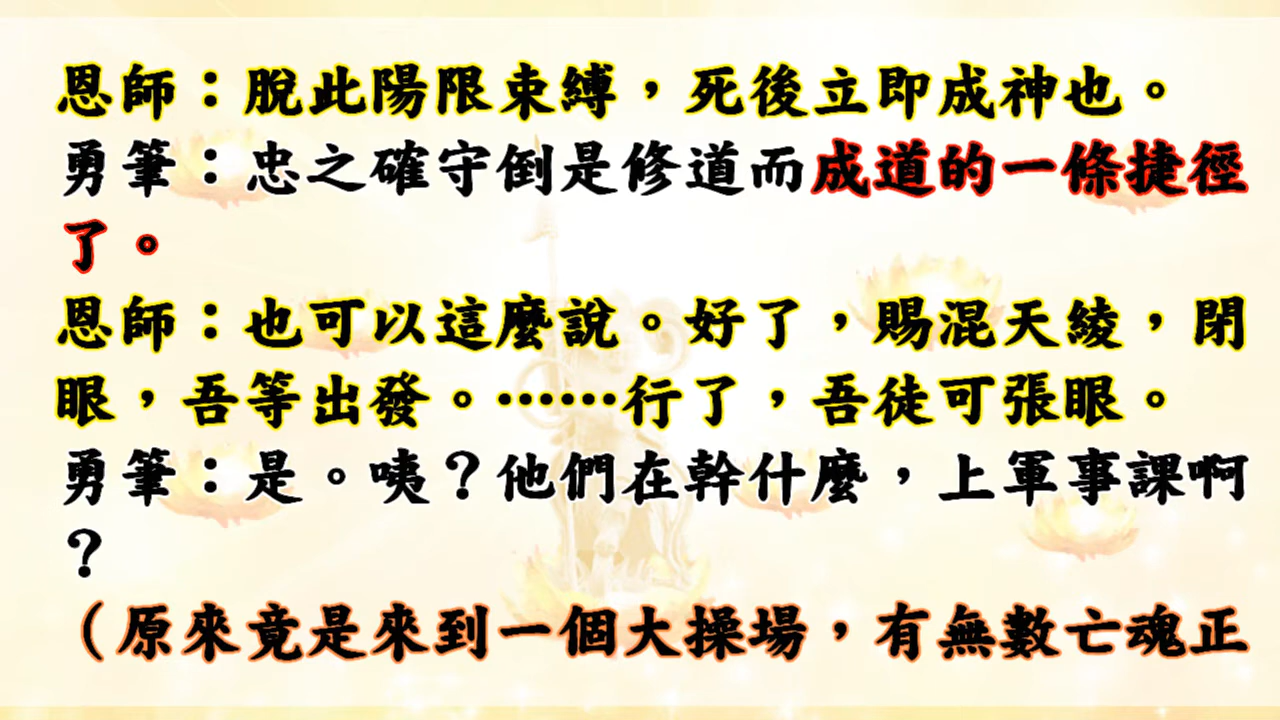 恩師：脫此陽限束縛，死後立即成神也。
勇筆：忠之確守倒是修道而成道的一條捷徑
了。
恩師：也可以這麼說。好了，賜混天綾，閉
眼，吾等出發。……行了，吾徒可張眼。
勇筆：是。咦？他們在幹什麼，上軍事課啊
？
（原來竟是來到一個大操場，有無數亡魂正